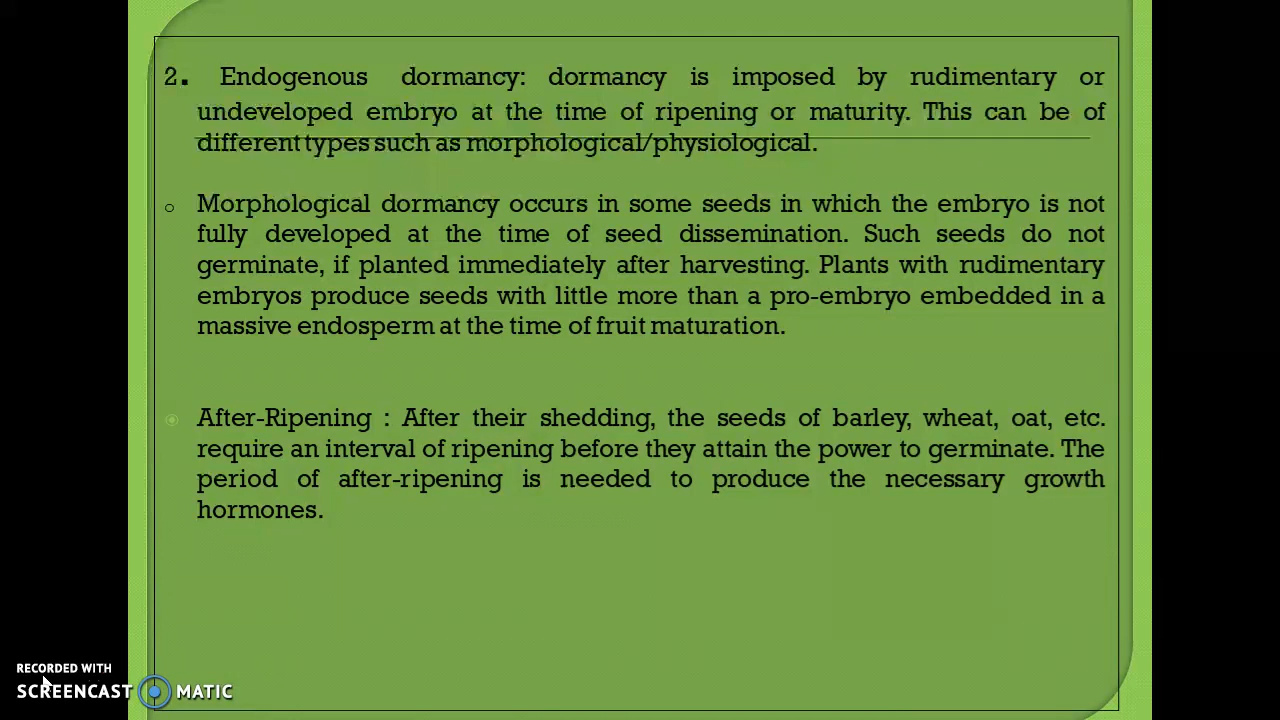 2. Endogenous dormancy: dormancy is imposed by rudimentary or
undeveloped embryo at the time of ripening or maturity. This can be of
different types such as morphological/physiological.
o Morphological dormancy occurs in some seeds in which the embryo is not
fully developed at the time of seed dissemination. Such seeds do not
germinate, if planted immediately after harvesting. Plants with rudimentary
embryos produce seeds with little more than a pro-embryo embedded in a
massive endosperm at the time of fruit maturation.
After-Ripening : After their shedding, the seeds of barley, wheat, oat, etc.
require an interval of ripening before they attain the power to germinate. The
period of after-ripening is needed to produce the necessary growth
hormones.
RECORDED WITH
SCREENCAST MATIC